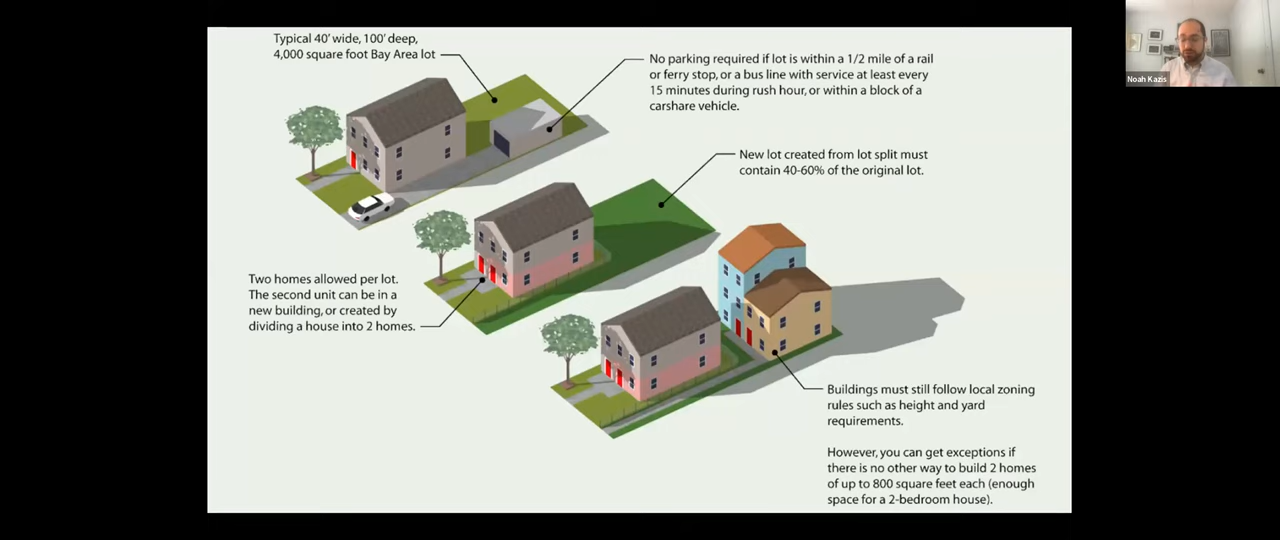 Typical 40' wide, 100' deep,
4,000 square foot Bay Area lot
No parking required if lot is within a 1/2 mile of a rail
or ferry stop, or a bus line with service at least every
15 minutes during rush hour, or within a block of a
carshare vehicle.
Noah Kazis
New lot created from lot split must
contain 40-60% of the original lot.
Two homes allowed per lot.
The second unit can be in a
new building, or created by
dividing a house into 2 homes.
Buildings must still follow local zoning
rules such as height and yard
requirements.
However, you can get exceptions if
there is no other way to build 2 homes
of up to 800 square feet each (enough
space for a 2-bedroom house).